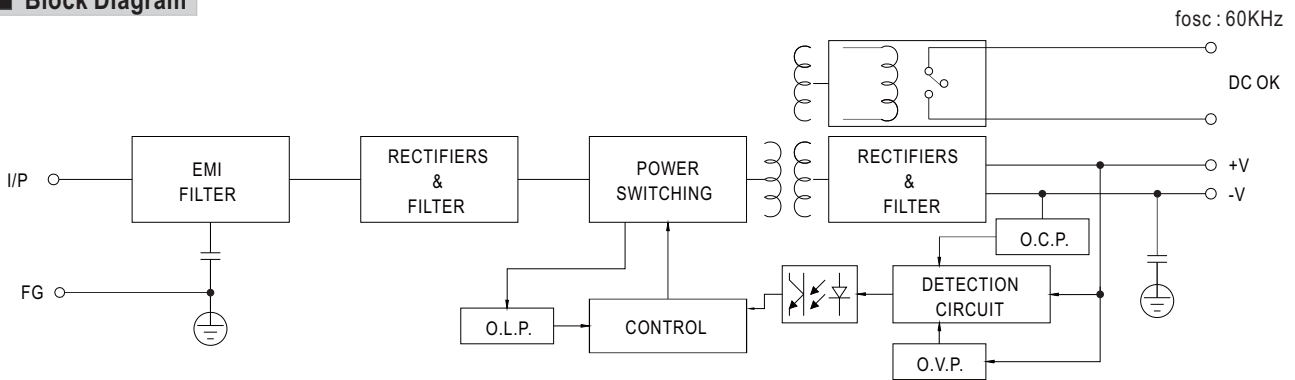 Block Diagram
fosc : 60KHz
DC OK
I/P
EMI
FILTER
RECTIFIERS
&
FILTER
POWER
SWITCHING
RECTIFIERS
&
FILTER
+V
-V
O.C.P.
FG
O.L.P.
CONTROL
DETECTION
CIRCUIT
O.V.P.